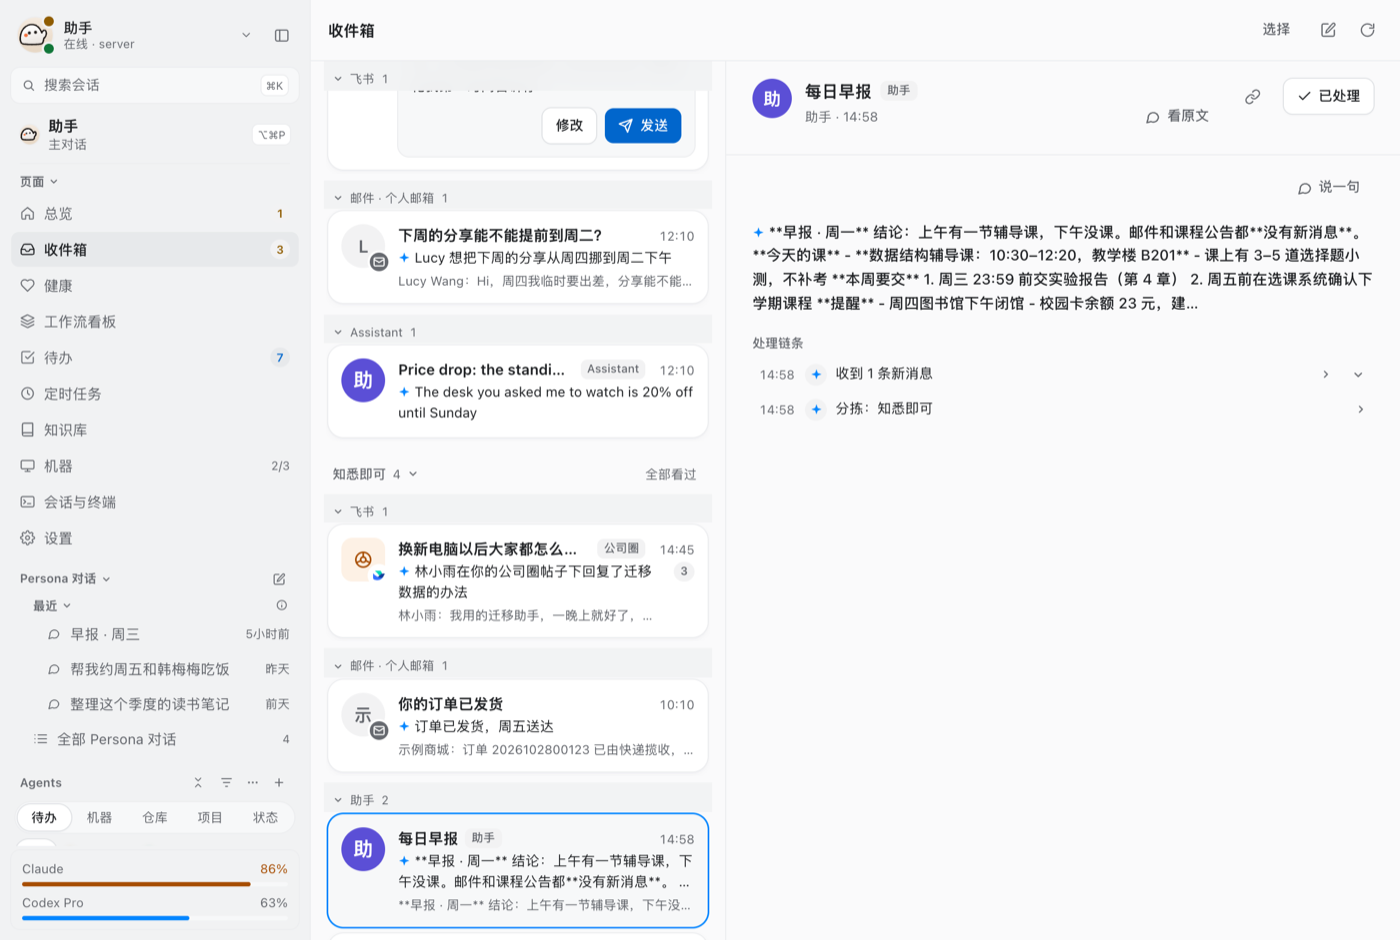 助手
在线 · server
搜索会话
⌘K
助手
主对话
⌥⌘P
页面
总览
1
收件箱
3
健康
工作流看板
待办
7
定时任务
知识库
机器
2/3
会话与终端
设置
Persona 对话
最近
早报 · 周三
5小时前
帮我约周五和韩梅梅吃饭
昨天
整理这个季度的读书笔记
前天
全部 Persona 对话
4
Agents
待办
机器
仓库
项目
状态
Claude
86%
Codex Pro
63%
收件箱
选择
飞书 1
修改
发送
邮件 · 个人邮箱 1
L
下周的分享能不能提前到周二？
12:10
Lucy 想把下周的分享从周四挪到周二下午
Lucy Wang：Hi，周四我临时要出差，分享能不能...
Assistant 1
助
Price drop: the standi...
Assistant
12:10
The desk you asked me to watch is 20% off
until Sunday
知悉即可 4
全部看过
飞书 1
换新电脑以后大家都怎么...
公司圈
14:45
林小雨在你的公司圈帖子下回复了迁移
3
数据的办法
林小雨：我用的迁移助手，一晚上就好了，...
邮件 · 个人邮箱 1
示
你的订单已发货
10:10
订单已发货，周五送达
示例商城：订单 2026102800123 已由快递揽收，...
助手 2
助
每日早报
助手
14:58
**早报 · 周一** 结论：上午有一节辅导课，下
午没课。邮件和课程公告都**没有新消息**。 ...
**早报 · 周一** 结论：上午有一节辅导课，下午没...
助
每日早报
助手
助手 · 14:58
看原文
已处理
说一句
**早报 · 周一** 结论：上午有一节辅导课，下午没课。邮件和课程公告都**没有新消息**。
**今天的课** - **数据结构辅导课：10:30–12:20，教学楼 B201** - 课上有 3–5 道选择题小
测，不补考 **本周要交** 1. 周三 23:59 前交实验报告（第 4 章） 2. 周五前在选课系统确认下
学期课程 **提醒** - 周四图书馆下午闭馆 - 校园卡余额 23 元，建...
处理链条
14:58
收到 1 条新消息
14:58
分拣：知悉即可